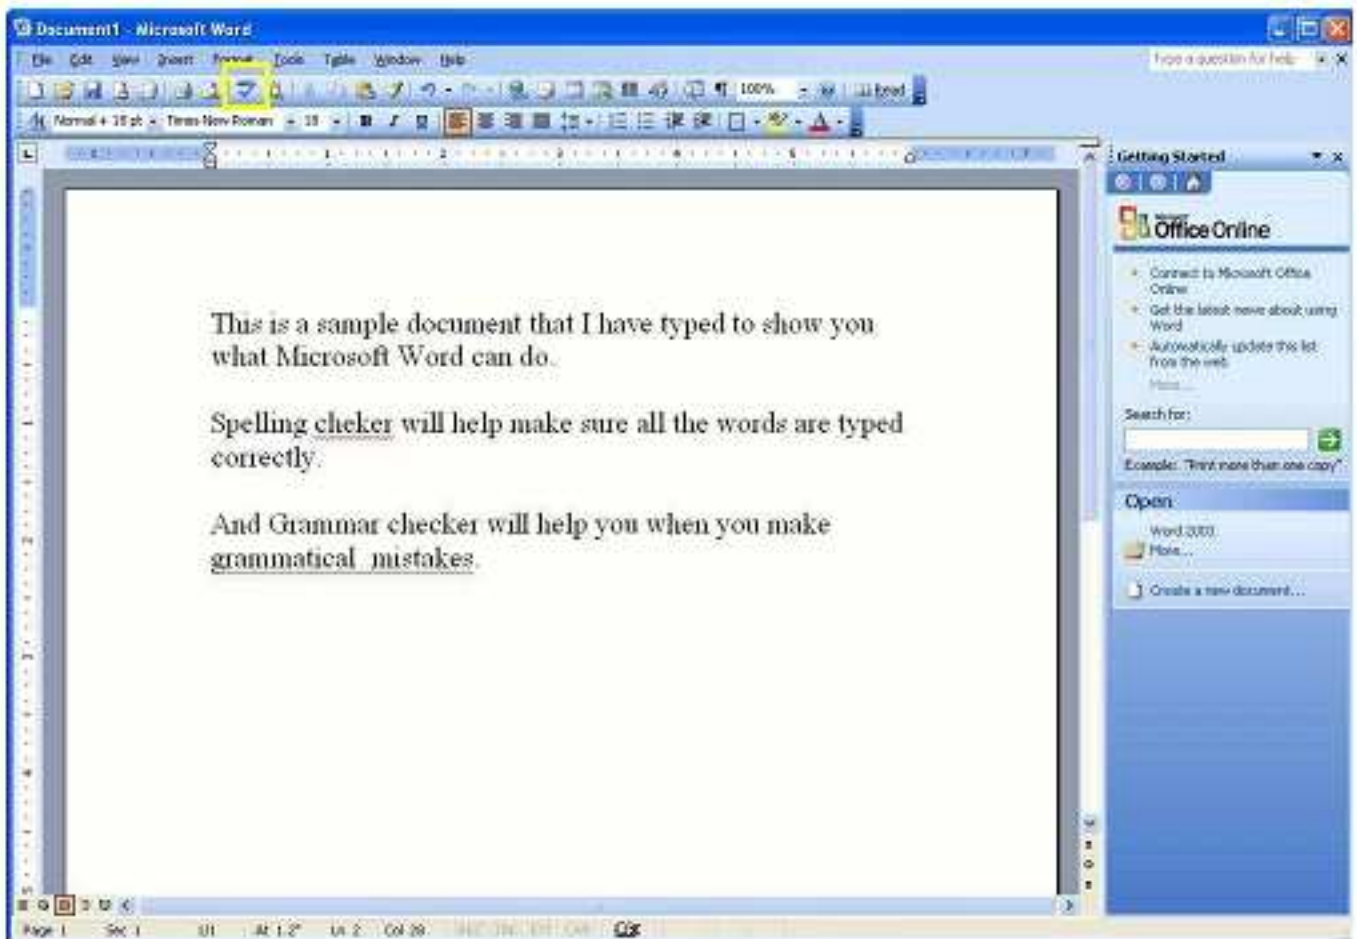 Document1 - Microsoft Word
File Edit View Insert Format Tools Table Window Help
Type a question for help
100% Read
Normal + 18 pt Times New Roman 18 B I U
Getting Started
Microsoft
Office Online
Connect to Microsoft Office
Online
Get the latest news about using
Word
Automatically update this list
from the web
More...
Search for:
Example: "Print more than one copy"
Open
Word 2003
More...
Create a new document...
This is a sample document that I have typed to show you
what Microsoft Word can do.
Spelling cheker will help make sure all the words are typed
correctly.
And Grammar checker will help you when you make
grammatical  mistakes.
Page 1 Sec 1 1/1 At 1.2" Ln 2 Col 28